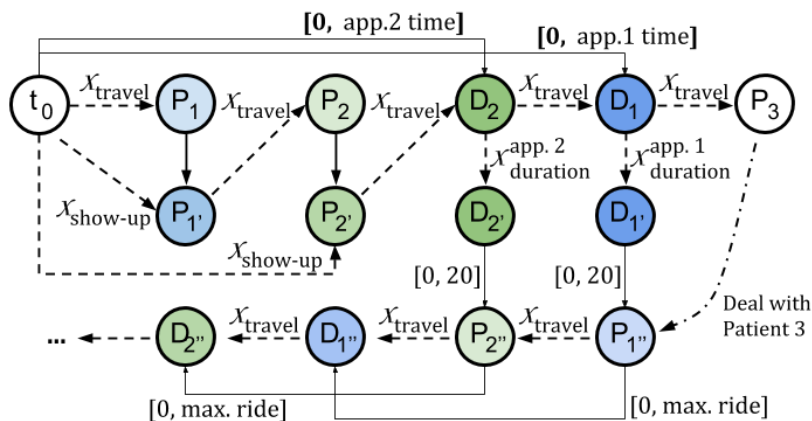 [0, app.2 time]
[0, app.1 time]
t0 Xtravel P1 Xtravel P2 Xtravel D2 Xtravel D1 Xtravel P3
Xapp. 2 duration
Xapp. 1 duration
P1' P2' D2' D1'
Xshow-up
Xshow-up
[0, 20] [0, 20]
Deal with
Patient 3
... D2'' Xtravel D1'' Xtravel P2'' Xtravel P1''
[0, max. ride] [0, max. ride]